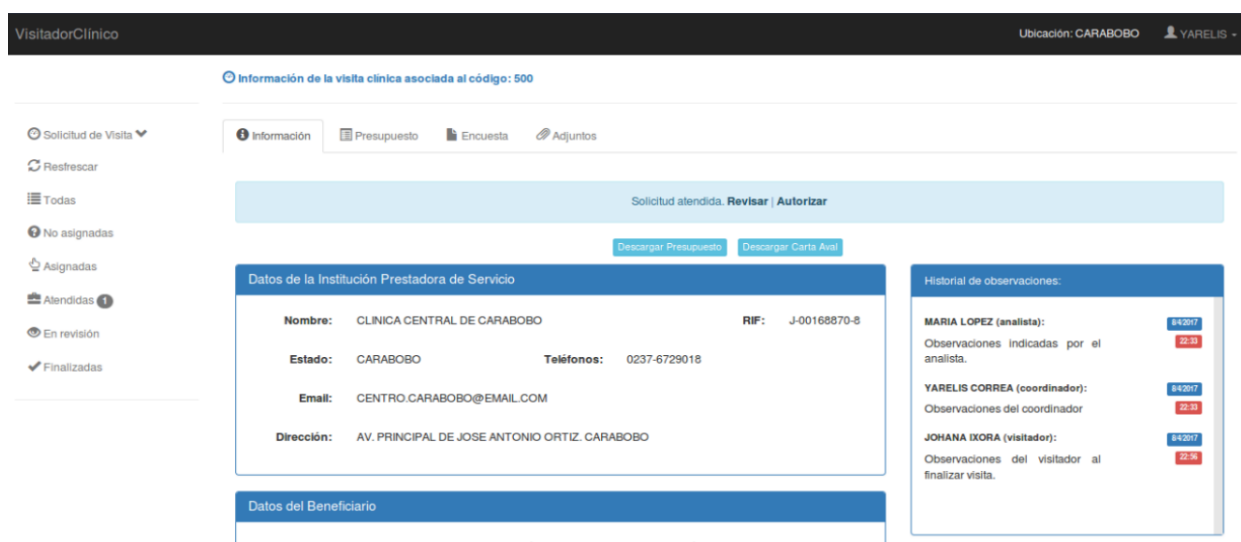 VisitadorClínico
Ubicación: CARABOBO
YARELIS
Información de la visita clínica asociada al código: 500
Solicitud de Visita
Resfrescar
Todas
No asignadas
Asignadas
Atendidas 1
En revisión
Finalizadas
Información Presupuesto Encuesta Adjuntos
Solicitud atendida. Revisar | Autorizar
Descargar Presupuesto Descargar Carta Aval
Datos de la Institución Prestadora de Servicio
Nombre: CLINICA CENTRAL DE CARABOBO RIF: J-00168870-8
Estado: CARABOBO Teléfonos: 0237-6729018
Email: CENTRO.CARABOBO@EMAIL.COM
Dirección: AV. PRINCIPAL DE JOSE ANTONIO ORTIZ. CARABOBO
Datos del Beneficiario
Historial de observaciones:
MARIA LOPEZ (analista): 8/4/2017
Observaciones indicadas por el 22:33
analista.
YARELIS CORREA (coordinador): 8/4/2017
Observaciones del coordinador 22:33
JOHANA IXORA (visitador): 8/4/2017
Observaciones del visitador al 22:56
finalizar visita.